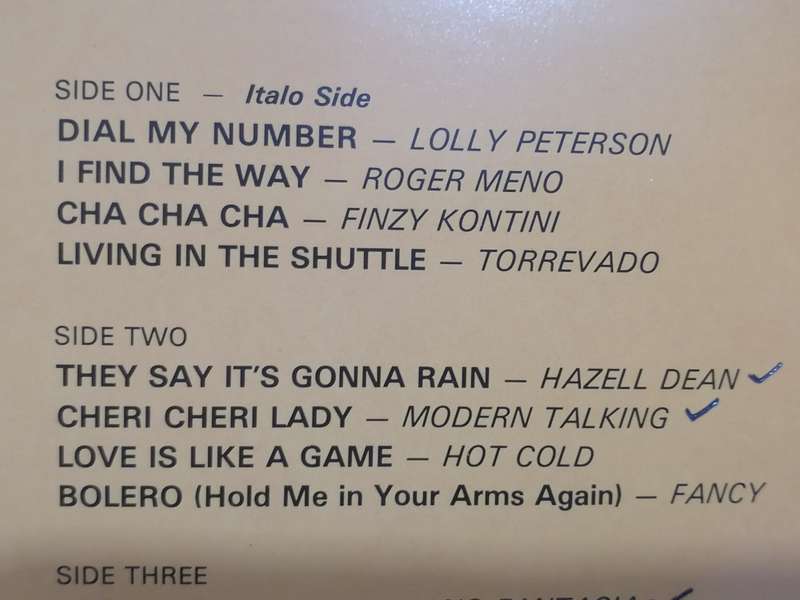 SIDE ONE — Italo Side
DIAL MY NUMBER — LOLLY PETERSON
I FIND THE WAY — ROGER MENO
CHA CHA CHA — FINZY KONTINI
LIVING IN THE SHUTTLE — TORREVADO
SIDE TWO
THEY SAY IT'S GONNA RAIN — HAZELL DEAN ✓
CHERI CHERI LADY — MODERN TALKING ✓
LOVE IS LIKE A GAME — HOT COLD
BOLERO (Hold Me in Your Arms Again) — FANCY
SIDE THREE